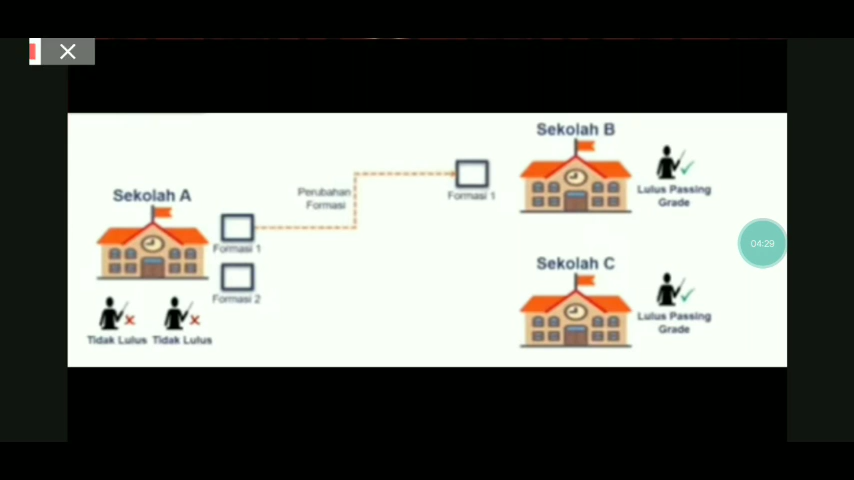 Sekolah A
Formasi 1
Formasi 2
Tidak Lulus Tidak Lulus
Perubahan
Formasi
Formasi 1
Sekolah B
Lulus Passing
Grade
Sekolah C
Lulus Passing
Grade
04:29